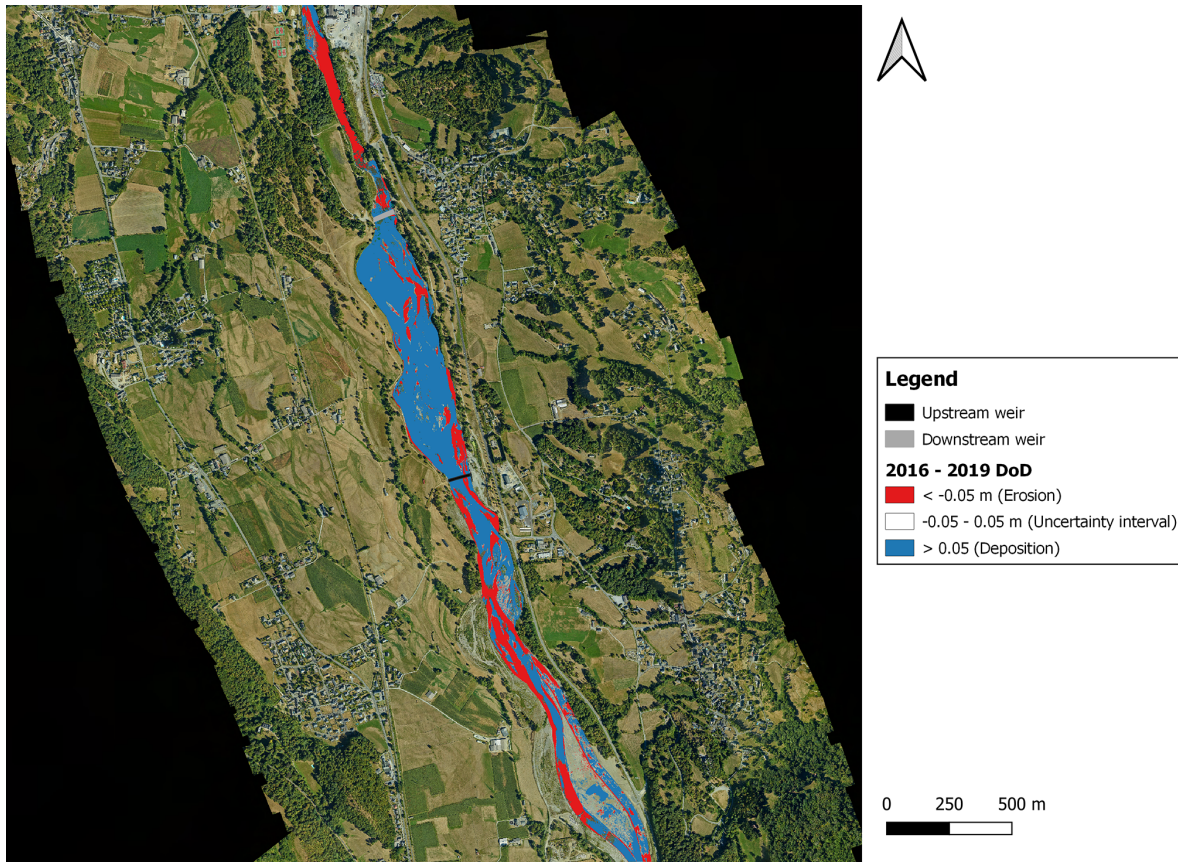 Legend
Upstream weir
Downstream weir
2016 - 2019 DoD
< -0.05 m (Erosion)
-0.05 - 0.05 m (Uncertainty interval)
> 0.05 (Deposition)
0 250 500 m